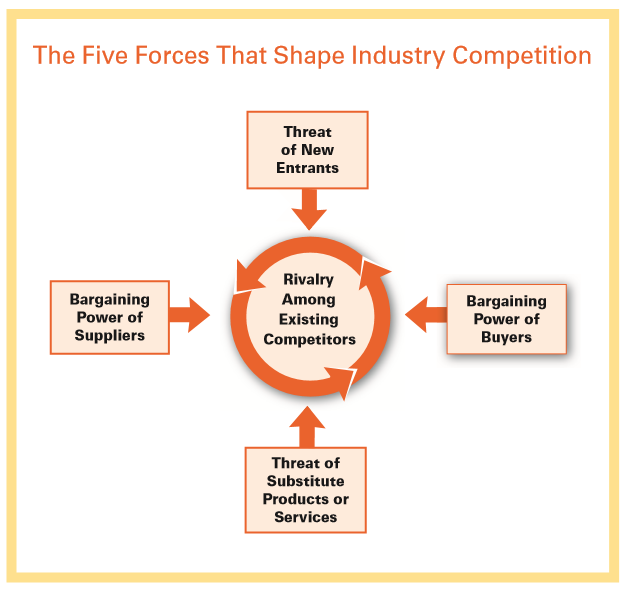 The Five Forces That Shape Industry Competition
Threat
of New
Entrants
Bargaining
Power of
Suppliers
Rivalry
Among
Existing
Competitors
Bargaining
Power of
Buyers
Threat of
Substitute
Products or
Services